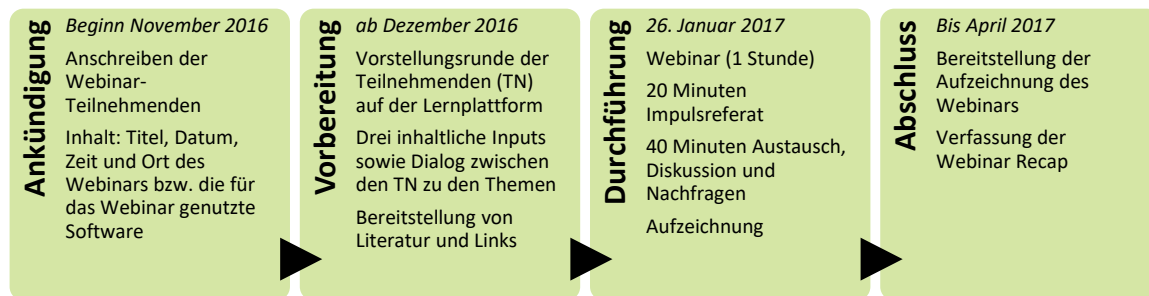 Ankündigung
Beginn November 2016
Anschreiben der
Webinar-
Teilnehmenden
Inhalt: Titel, Datum,
Zeit und Ort des
Webinars bzw. die für
das Webinar genutzte
Software
Vorbereitung
ab Dezember 2016
Vorstellungsrunde der
Teilnehmenden (TN)
auf der Lernplattform
Drei inhaltliche Inputs
sowie Dialog zwischen
den TN zu den Themen
Bereitstellung von
Literatur und Links
Durchführung
26. Januar 2017
Webinar (1 Stunde)
20 Minuten
Impulsreferat
40 Minuten Austausch,
Diskussion und
Nachfragen
Aufzeichnung
Abschluss
Bis April 2017
Bereitstellung der
Aufzeichnung des
Webinars
Verfassung der
Webinar Recap